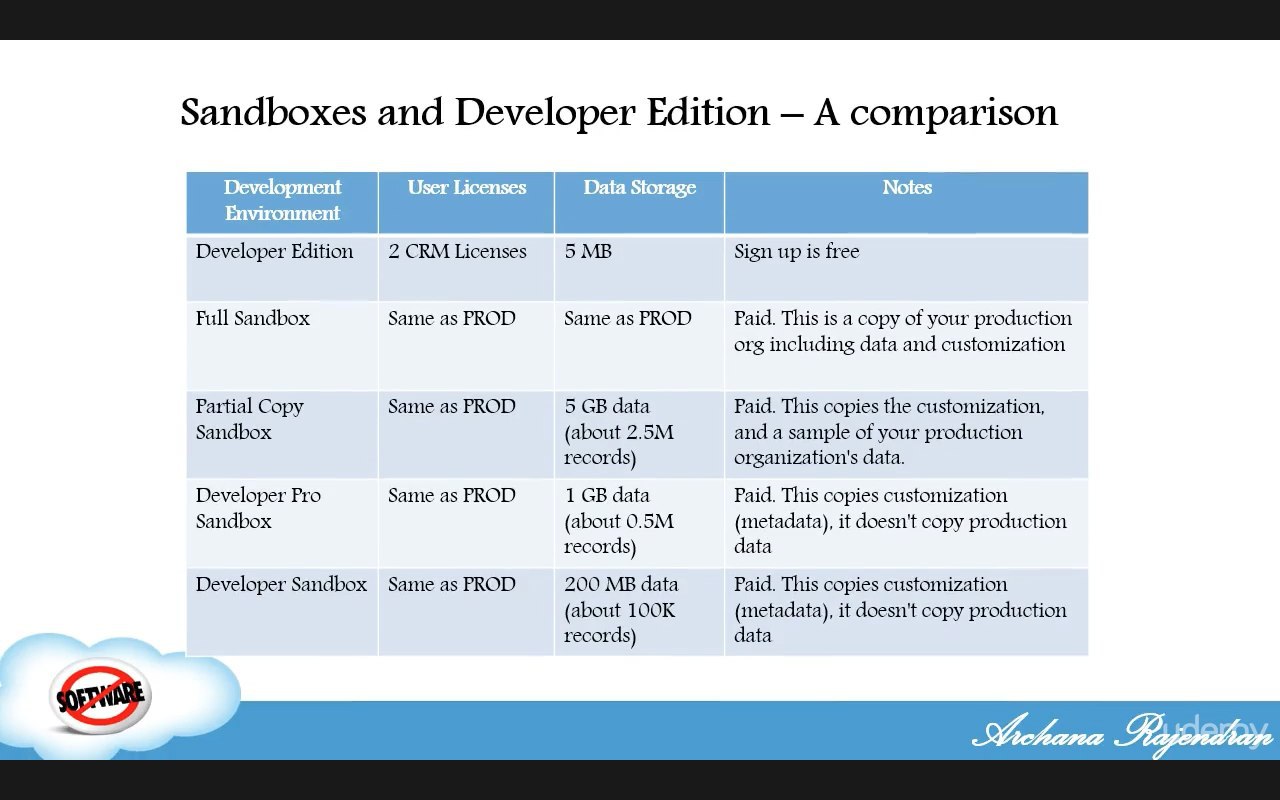 Sandboxes and Developer Edition – A comparison
Development
Environment
User Licenses
Data Storage
Notes
Developer Edition
2 CRM Licenses
5 MB
Sign up is free
Full Sandbox
Same as PROD
Same as PROD
Paid. This is a copy of your production
org including data and customization
Partial Copy
Sandbox
Same as PROD
5 GB data
(about 2.5M
records)
Paid. This copies the customization,
and a sample of your production
organization's data.
Developer Pro
Sandbox
Same as PROD
1 GB data
(about 0.5M
records)
Paid. This copies customization
(metadata), it doesn't copy production
data
Developer Sandbox
Same as PROD
200 MB data
(about 100K
records)
Paid. This copies customization
(metadata), it doesn't copy production
data
SOFTWARE
Archana Rajendran
udemy